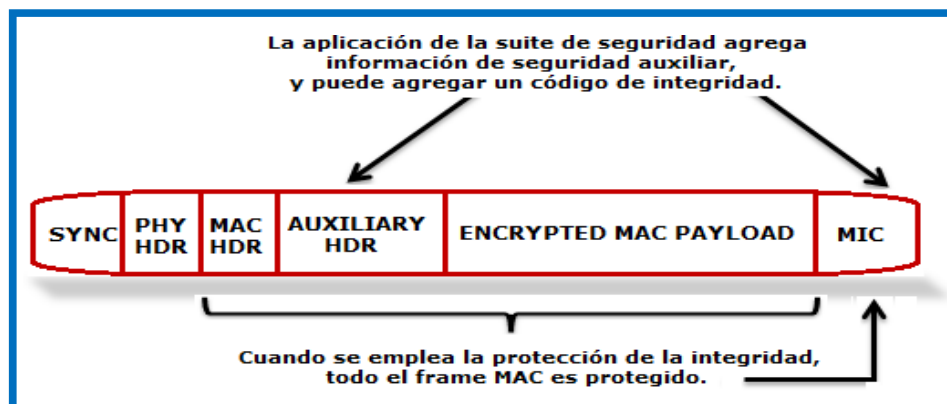 La aplicación de la suite de seguridad agrega
información de seguridad auxiliar,
y puede agregar un código de integridad.
SYNC
PHY
HDR
MAC
HDR
AUXILIARY
HDR
ENCRYPTED MAC PAYLOAD
MIC
Cuando se emplea la protección de la integridad,
todo el frame MAC es protegido.